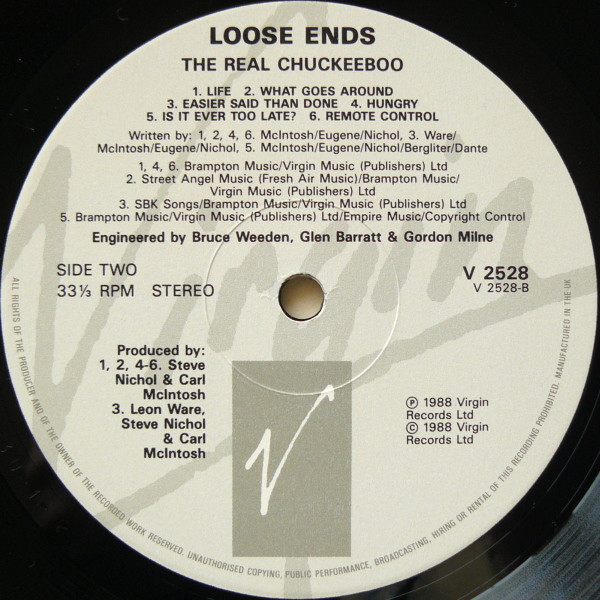 LOOSE ENDS
THE REAL CHUCKEEBOO
1. LIFE 2. WHAT GOES AROUND
3. EASIER SAID THAN DONE 4. HUNGRY
5. IS IT EVER TOO LATE? 6. REMOTE CONTROL
Written by: 1, 2, 4, 6. McIntosh/Eugene/Nichol, 3. Ware/
McIntosh/Eugene/Nichol, 5. McIntosh/Nichol/Bergliter/Dante
1, 4, 6. Brampton Music/Virgin Music (Publishers) Ltd
2. Street Angel Music (Fresh Air Music)/Brampton Music/
Virgin Music (Publishers) Ltd
3. SBK Songs/Brampton Music/Virgin Music (Publishers) Ltd
5. Brampton Music/Virgin Music (Publishers) Ltd/Empire Music/Copyright Control
Engineered by Bruce Weeden, Glen Barratt & Gordon Milne
SIDE TWO
33⅓ RPM STEREO
V 2528
V 2528-B
Produced by:
1, 2, 4-6. Steve
Nichol & Carl
McIntosh
3. Leon Ware,
Steve Nichol
& Carl
McIntosh
℗ 1988 Virgin
Records Ltd
© 1988 Virgin
Records Ltd
Virgin
V
ALL RIGHTS OF THE PRODUCER AND OF THE OWNER OF THE RECORDED WORK RESERVED. UNAUTHORISED COPYING, PUBLIC PERFORMANCE, BROADCASTING, HIRING OR RENTAL OF THIS RECORDING PROHIBITED. MANUFACTURED IN THE UK